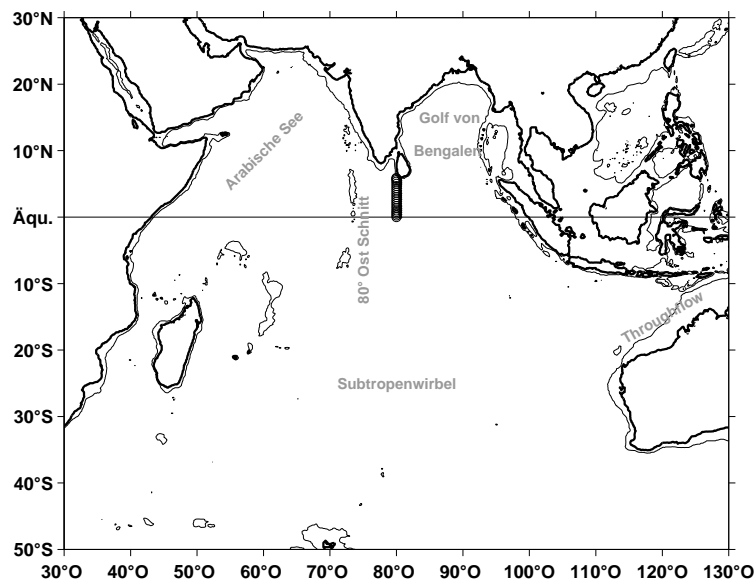 30°N
20°N
10°N
Äqu.
10°S
20°S
30°S
40°S
50°S
Arabische See
Golf von
Bengalen
80° Ost Schnitt
Throughflow
Subtropenwirbel
30°O 40°O 50°O 60°O 70°O 80°O 90°O 100°O 110°O 120°O 130°O